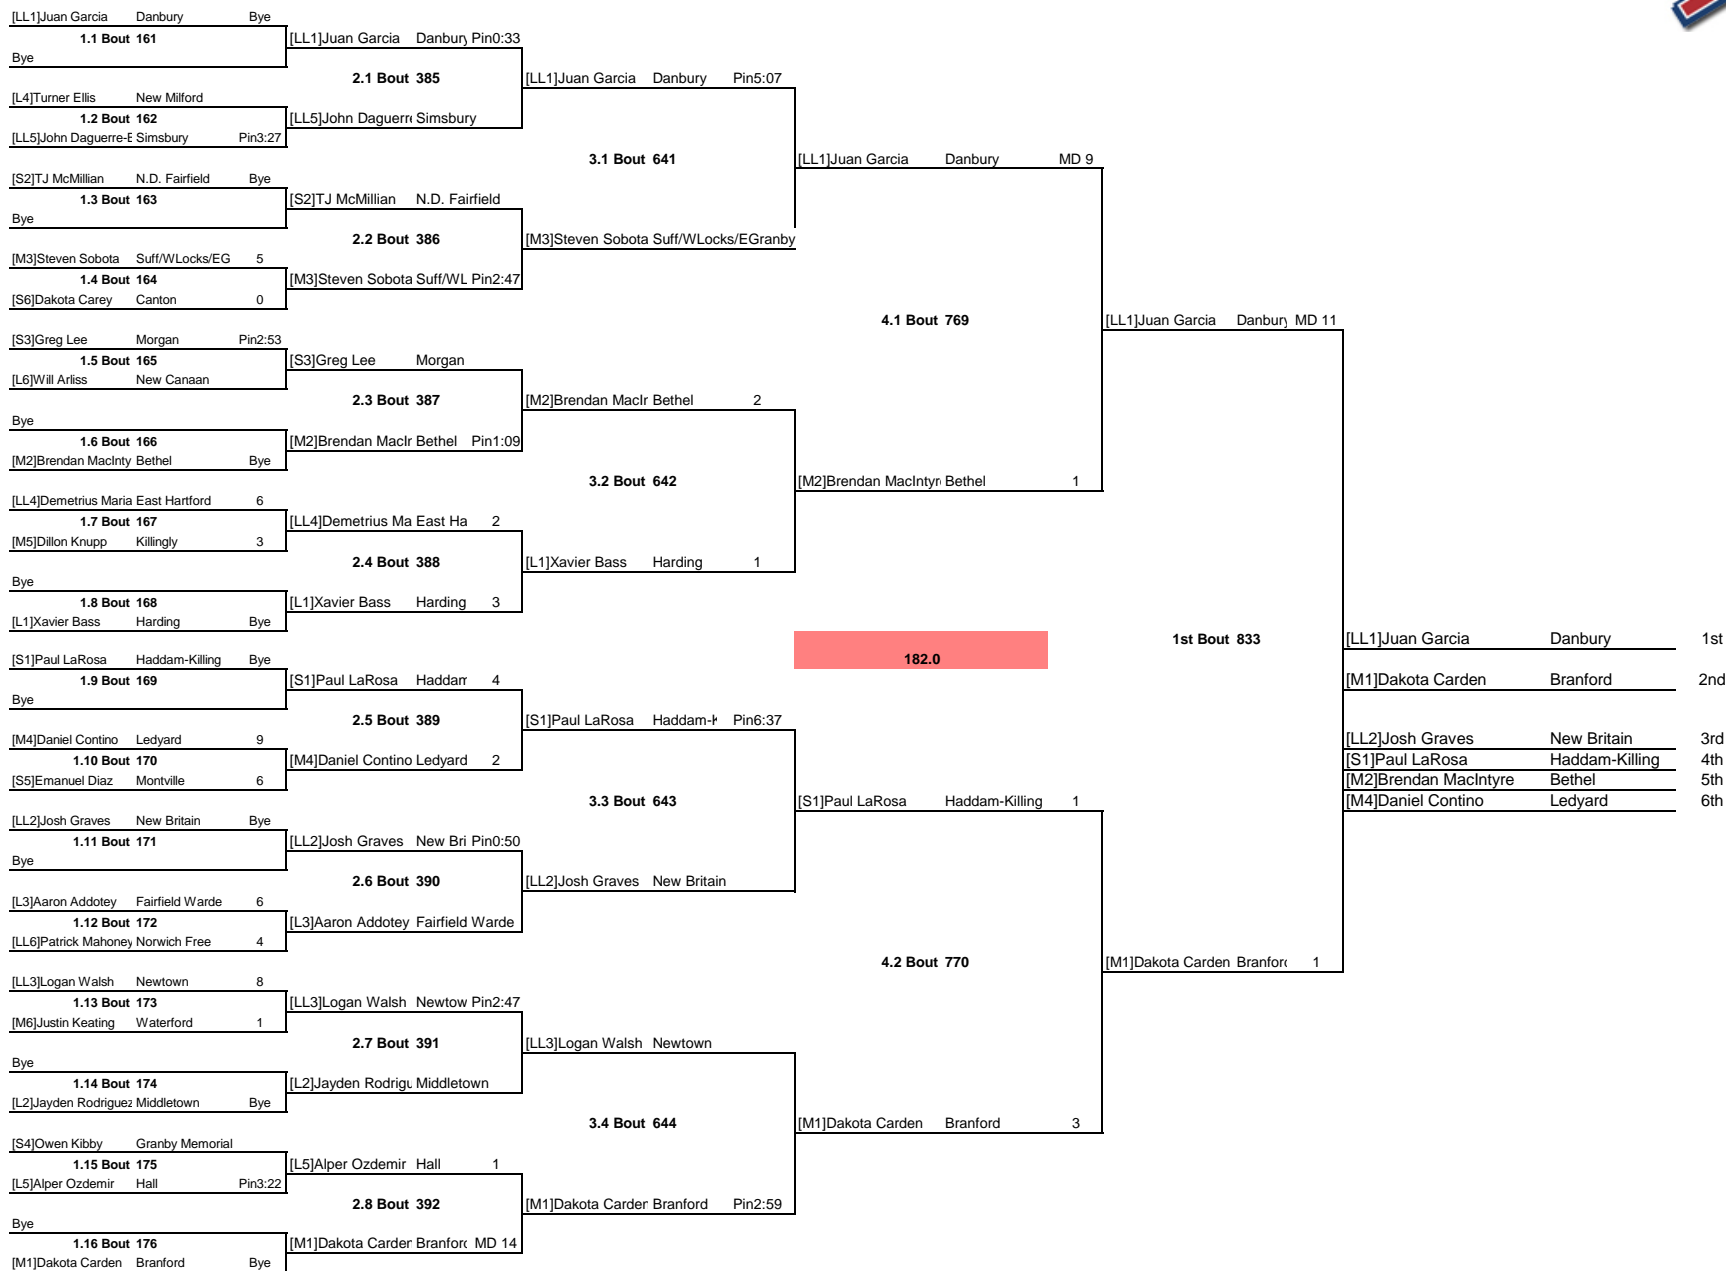 [LL1]Juan Garcia Danbury Bye
1.1 Bout 161
Bye
[L4]Turner Ellis New Milford
1.2 Bout 162
[LL5]John Daguerre-E Simsbury Pin3:27
[S2]TJ McMillian N.D. Fairfield Bye
1.3 Bout 163
Bye
[M3]Steven Sobota Suff/WLocks/EG 5
1.4 Bout 164
[S6]Dakota Carey Canton 0
[S3]Greg Lee Morgan Pin2:53
1.5 Bout 165
[L6]Will Arliss New Canaan
Bye
1.6 Bout 166
[M2]Brendan MacInty Bethel Bye
[LL4]Demetrius Maria East Hartford 6
1.7 Bout 167
[M5]Dillon Knupp Killingly 3
Bye
1.8 Bout 168
[L1]Xavier Bass Harding Bye
[S1]Paul LaRosa Haddam-Killing Bye
1.9 Bout 169
Bye
[M4]Daniel Contino Ledyard 9
1.10 Bout 170
[S5]Emanuel Diaz Montville 6
[LL2]Josh Graves New Britain Bye
1.11 Bout 171
Bye
[L3]Aaron Addotey Fairfield Warde 6
1.12 Bout 172
[LL6]Patrick Mahoney Norwich Free 4
[LL3]Logan Walsh Newtown 8
1.13 Bout 173
[M6]Justin Keating Waterford 1
Bye
1.14 Bout 174
[L2]Jayden Rodriguez Middletown Bye
[S4]Owen Kibby Granby Memorial
1.15 Bout 175
[L5]Alper Ozdemir Hall Pin3:22
Bye
1.16 Bout 176
[M1]Dakota Carden Branford Bye
[LL1]Juan Garcia Danbury Pin0:33
2.1 Bout 385
[LL5]John Daguerre Simsbury
[S2]TJ McMillian N.D. Fairfield
2.2 Bout 386
[M3]Steven Sobota Suff/WL Pin2:47
[S3]Greg Lee Morgan
2.3 Bout 387
[M2]Brendan MacIr Bethel Pin1:09
[LL4]Demetrius Ma East Ha 2
2.4 Bout 388
[L1]Xavier Bass Harding 3
[S1]Paul LaRosa Haddam 4
2.5 Bout 389
[M4]Daniel Contino Ledyard 2
[LL2]Josh Graves New Bri Pin0:50
2.6 Bout 390
[L3]Aaron Addotey Fairfield Warde
[LL3]Logan Walsh Newtow Pin2:47
2.7 Bout 391
[L2]Jayden Rodrigu Middletown
[L5]Alper Ozdemir Hall 1
2.8 Bout 392
[M1]Dakota Carder Branforc MD 14
[LL1]Juan Garcia Danbury Pin5:07
3.1 Bout 641
[M3]Steven Sobota Suff/WLocks/EGranby
[M2]Brendan MacIr Bethel 2
3.2 Bout 642
[L1]Xavier Bass Harding 1
[S1]Paul LaRosa Haddam-K Pin6:37
3.3 Bout 643
[LL2]Josh Graves New Britain
[LL3]Logan Walsh Newtown
3.4 Bout 644
[M1]Dakota Carder Branford Pin2:59
[LL1]Juan Garcia Danbury MD 9
4.1 Bout 769
[M2]Brendan MacIntyr Bethel 1
182.0
[S1]Paul LaRosa Haddam-Killing 1
4.2 Bout 770
[M1]Dakota Carden Branford 3
[LL1]Juan Garcia Danbury MD 11
1st Bout 833
[M1]Dakota Carden Branforc 1
[LL1]Juan Garcia Danbury 1st
[M1]Dakota Carden Branford 2nd
[LL2]Josh Graves New Britain 3rd
[S1]Paul LaRosa Haddam-Killing 4th
[M2]Brendan MacIntyre Bethel 5th
[M4]Daniel Contino Ledyard 6th